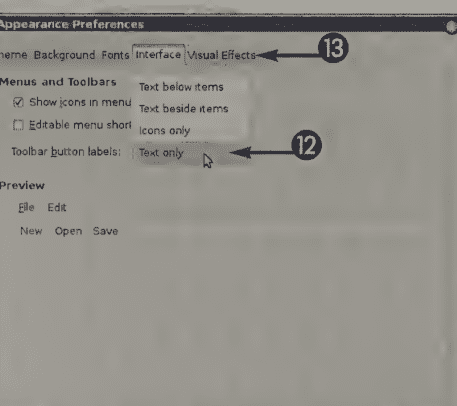 Appearance Preferences
13
heme Background Fonts Interface Visual Effects
Menus and Toolbars
Text below items
Show icons in menu
Text beside items
Editable menu short
Icons only
Toolbar button labels:
Text only
12
Preview
File Edit
New Open Save